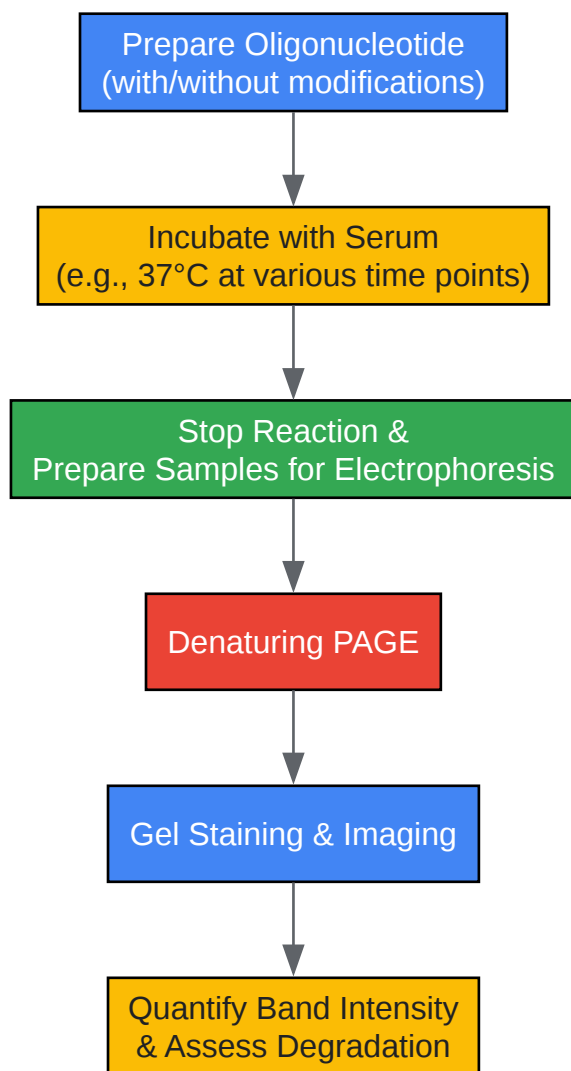 Prepare Oligonucleotide
(with/without modifications)
Incubate with Serum
(e.g., 37°C at various time points)
Stop Reaction &
Prepare Samples for Electrophoresis
Denaturing PAGE
Gel Staining & Imaging
Quantify Band Intensity
& Assess Degradation